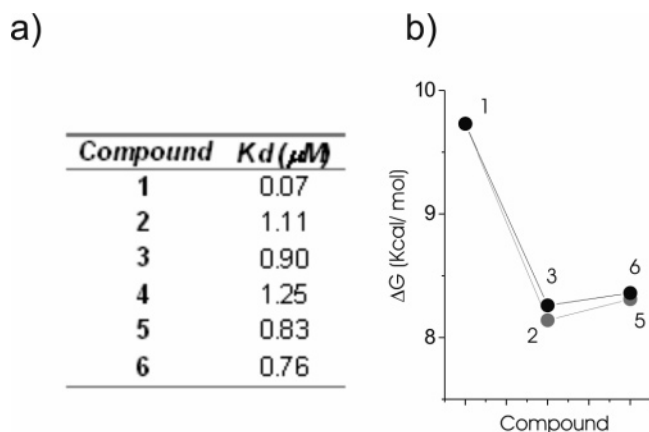 a)
Compound Kd (μM)
1 0.07
2 1.11
3 0.90
4 1.25
5 0.83
6 0.76
b)
10
9
8
ΔG (Kcal/ mol)
1
3
2
6
5
Compound